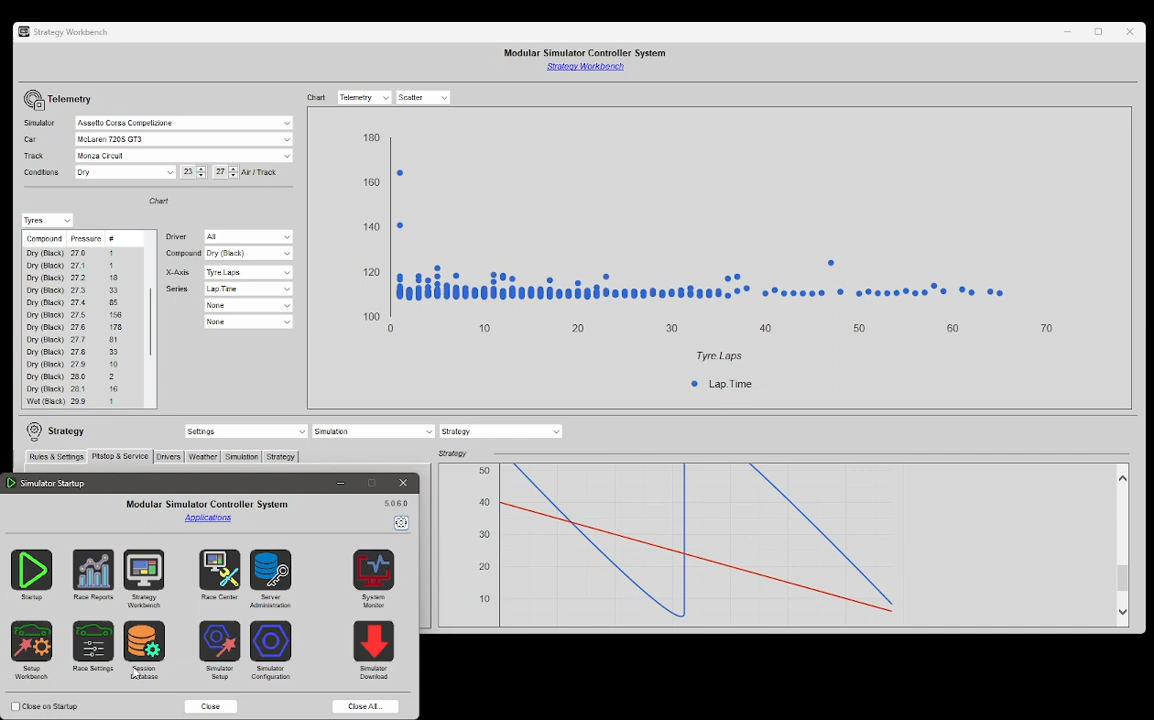 Strategy Workbench
Modular Simulator Controller System
Strategy Workbench
Telemetry
Simulator Assetto Corsa Competizione
Car McLaren 720S GT3
Track Monza Circuit
Conditions Dry 23 27 Air / Track
Chart
Tyres
Compound Pressure #
Dry (Black) 27.0 1
Dry (Black) 27.1 1
Dry (Black) 27.2 18
Dry (Black) 27.3 33
Dry (Black) 27.4 85
Dry (Black) 27.5 156
Dry (Black) 27.6 178
Dry (Black) 27.7 81
Dry (Black) 27.8 33
Dry (Black) 27.9 10
Dry (Black) 28.0 2
Dry (Black) 28.1 16
Wet (Black) 29.9 1
Driver All
Compound Dry (Black)
X-Axis Tyre.Laps
Series Lap.Time
None
None
Chart Telemetry Scatter
180
160
140
120
100
0 10 20 30 40 50 60 70
Tyre.Laps
Lap.Time
Strategy Settings Simulation Strategy
Rules & Settings Pitstop & Service Drivers Weather Simulation Strategy
Strategy
50
40
30
20
10
Simulator Startup
Modular Simulator Controller System
5.0.6.0
Applications
Startup Race Reports Strategy Workbench Race Center Server Administration System Monitor
Setup Workbench Race Settings Session Database Simulator Setup Simulator Configuration Simulator Download
Close on Startup Close Close All...